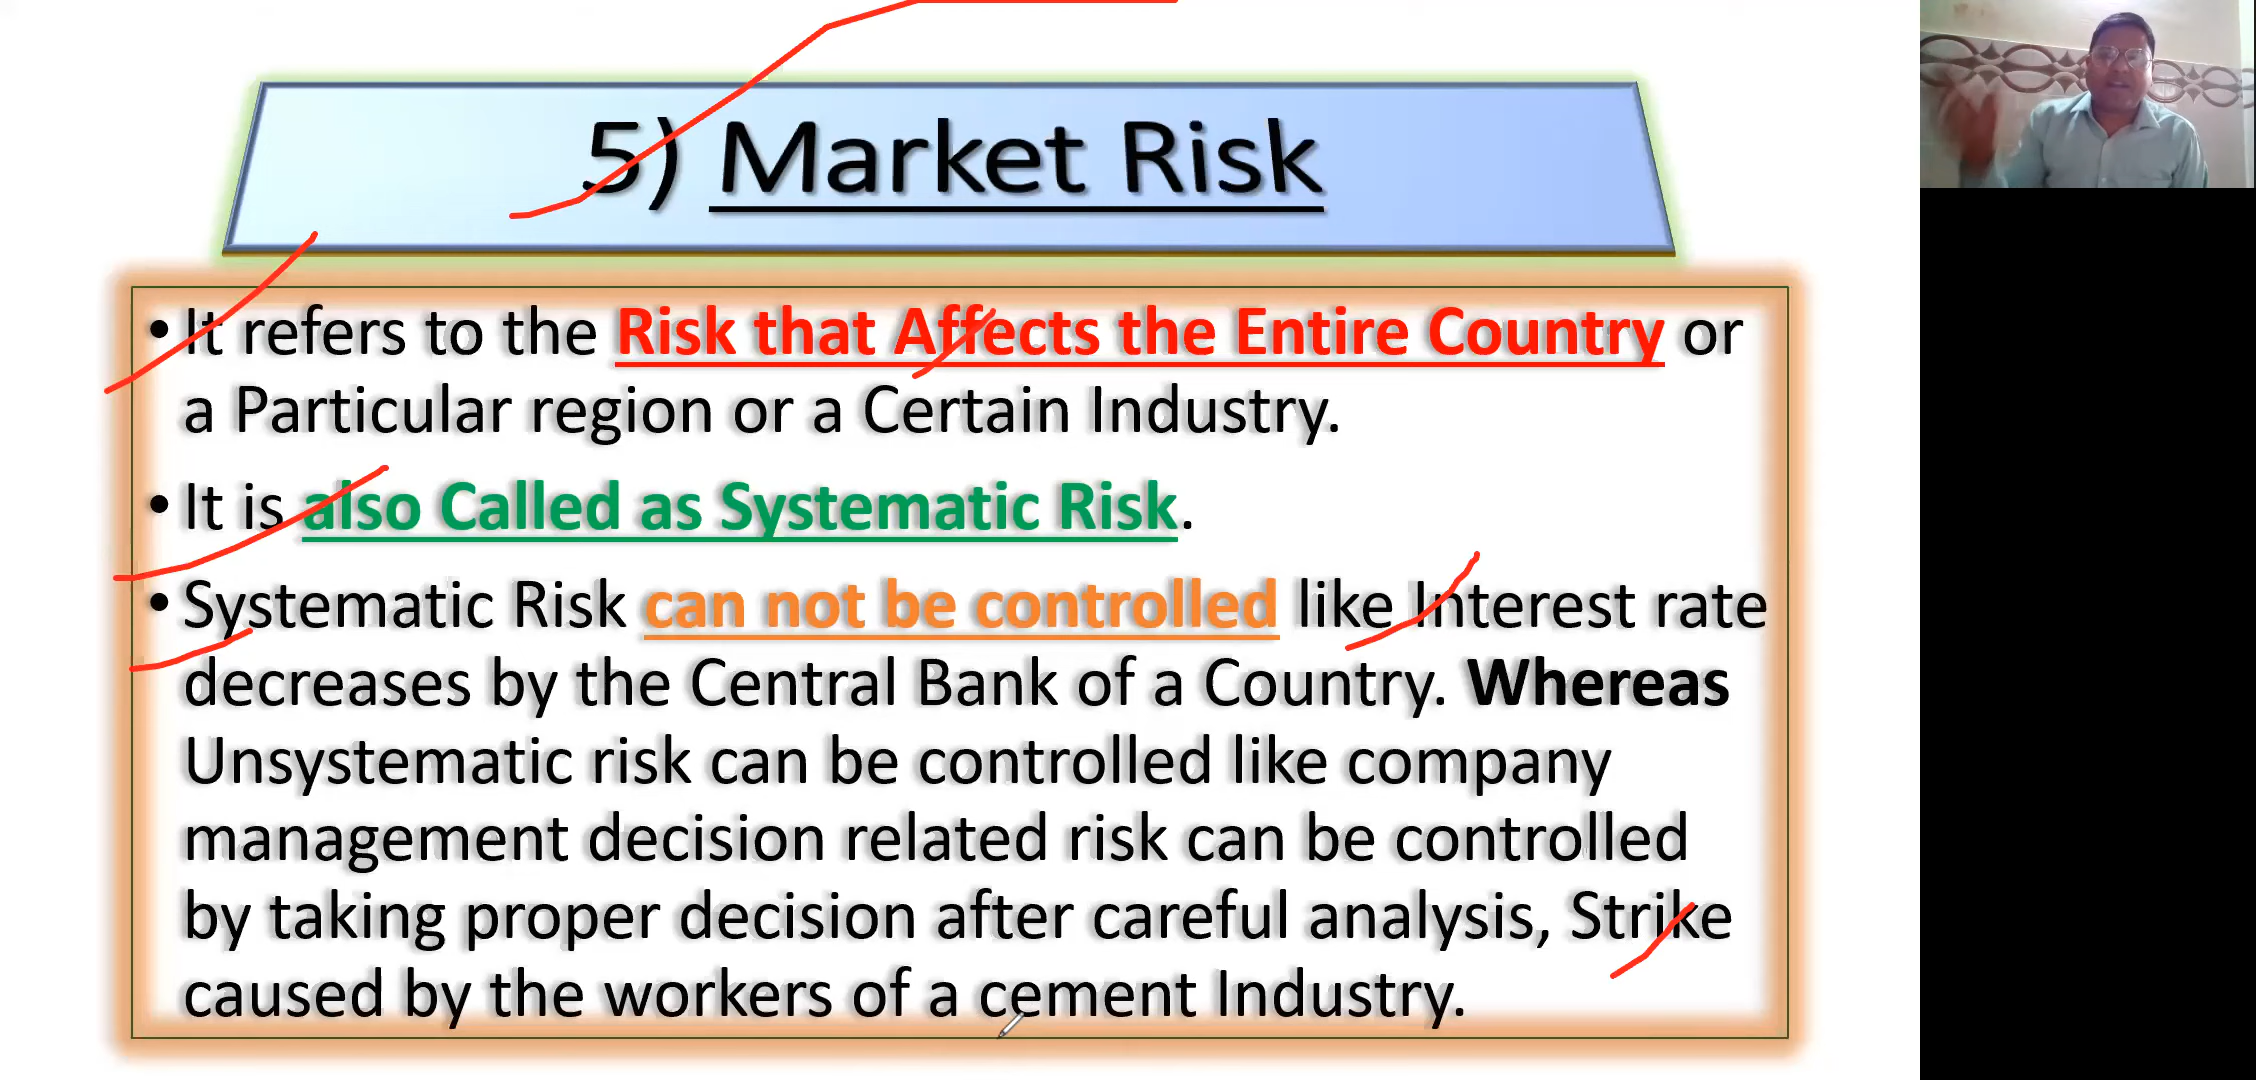 5) Market Risk
• It refers to the Risk that Affects the Entire Country or
a Particular region or a Certain Industry.
• It is also Called as Systematic Risk.
• Systematic Risk can not be controlled like Interest rate
decreases by the Central Bank of a Country. Whereas
Unsystematic risk can be controlled like company
management decision related risk can be controlled
by taking proper decision after careful analysis, Strike
caused by the workers of a cement Industry.